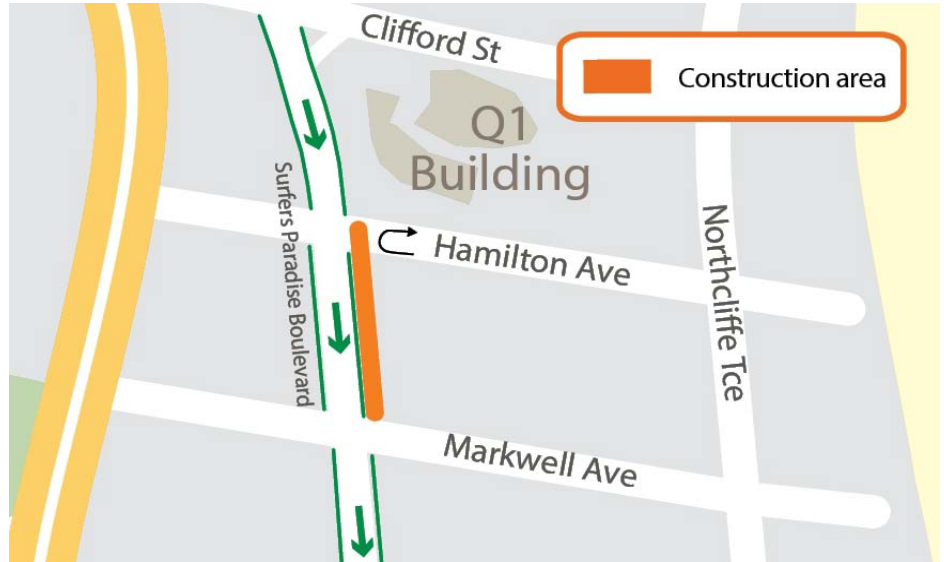 Clifford St
Construction area
Q1
Building
Surfers Paradise Boulevard
Hamilton Ave
Northcliffe Tce
Markwell Ave